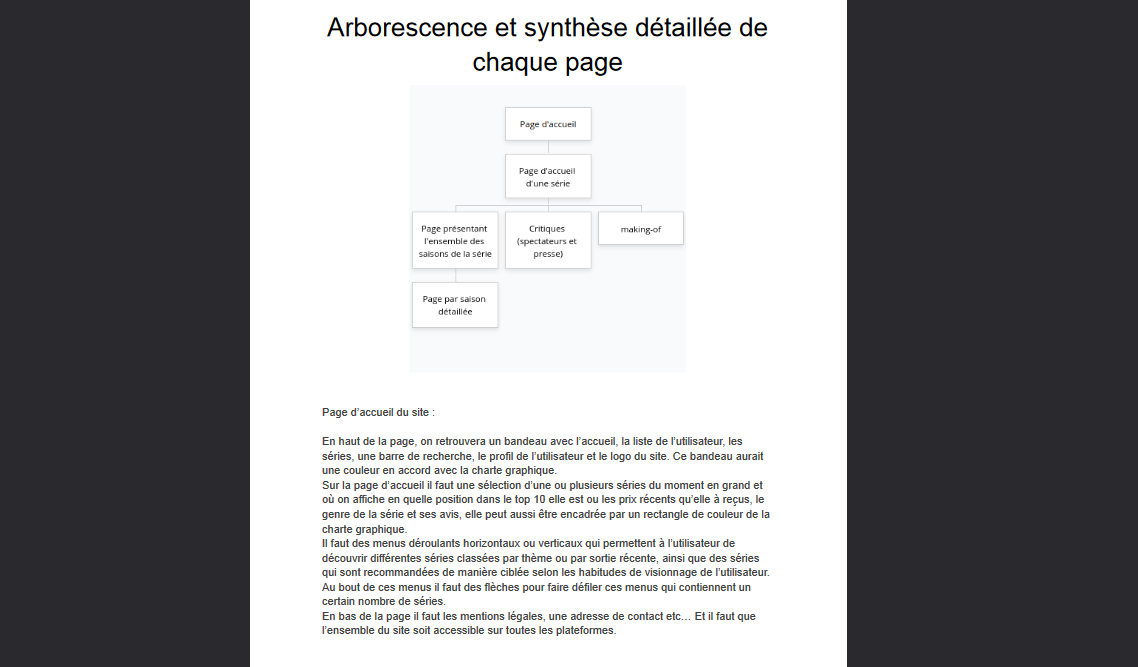 Arborescence et synthèse détaillée de
chaque page
Page d'accueil
Page d'accueil
d'une série
Page présentant
l'ensemble des
saisons de la série
Critiques
(spectateurs et
presse)
making-of
Page par saison
détaillée
Page d’accueil du site :
En haut de la page, on retrouvera un bandeau avec l’accueil, la liste de l’utilisateur, les
séries, une barre de recherche, le profil de l’utilisateur et le logo du site. Ce bandeau aurait
une couleur en accord avec la charte graphique.
Sur la page d’accueil il faut une sélection d’une ou plusieurs séries du moment en grand et
où on affiche en quelle position dans le top 10 elle est ou les prix récents qu’elle à reçus, le
genre de la série et ses avis, elle peut aussi être encadrée par un rectangle de couleur de la
charte graphique.
Il faut des menus déroulants horizontaux ou verticaux qui permettent à l’utilisateur de
découvrir différentes séries classées par thème ou par sortie récente, ainsi que des séries
qui sont recommandées de manière ciblée selon les habitudes de visionnage de l’utilisateur.
Au bout de ces menus il faut des flèches pour faire défiler ces menus qui contiennent un
certain nombre de séries.
En bas de la page il faut les mentions légales, une adresse de contact etc… Et il faut que
l’ensemble du site soit accessible sur toutes les plateformes.